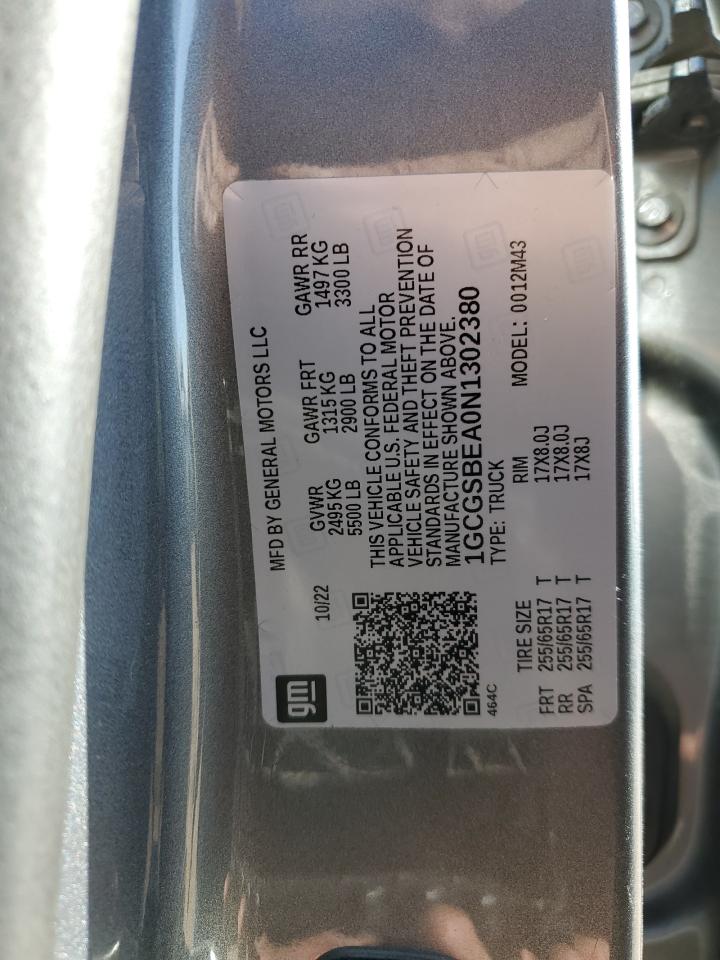 MFD BY GENERAL MOTORS LLC
10/22
GVWR GAWR FRT GAWR RR
2495 KG 1315 KG 1497 KG
5500 LB 2900 LB 3300 LB
THIS VEHICLE CONFORMS TO ALL
APPLICABLE U.S. FEDERAL MOTOR
VEHICLE SAFETY AND THEFT PREVENTION
STANDARDS IN EFFECT ON THE DATE OF
MANUFACTURE SHOWN ABOVE.
1GCGSBEA0N1302380
TYPE: TRUCK MODEL: 0012M43
gm
464C
TIRE SIZE RIM
FRT 255/65R17 T 17X8.0J
RR 255/65R17 T 17X8.0J
SPA 255/65R17 T 17X8J